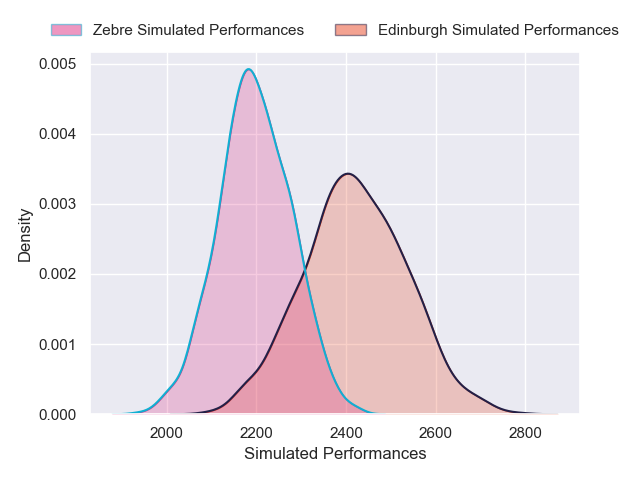 Zebre Simulated Performances Edinburgh Simulated Performances
0.005
0.004
0.003
0.002
0.001
0.000
Density
2000 2200 2400 2600 2800
Simulated Performances